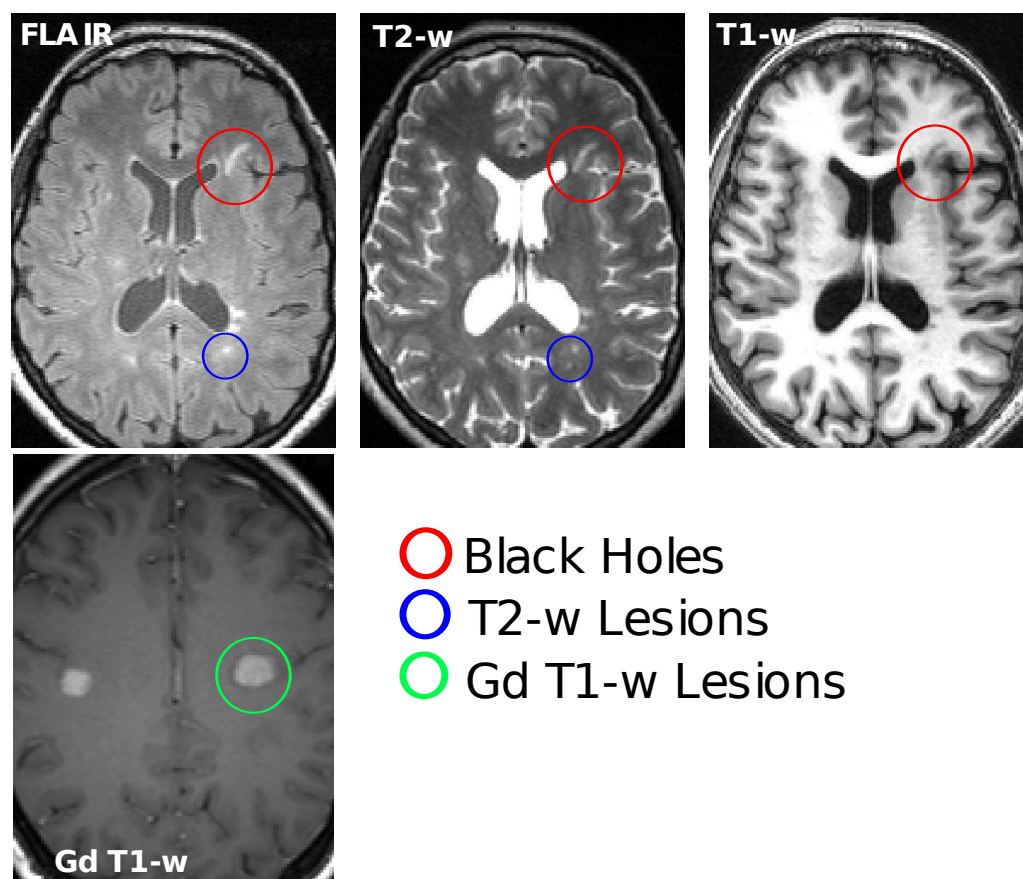 FLAIR
T2-w
T1-w
Black Holes
T2-w Lesions
Gd T1-w Lesions
Gd T1-w